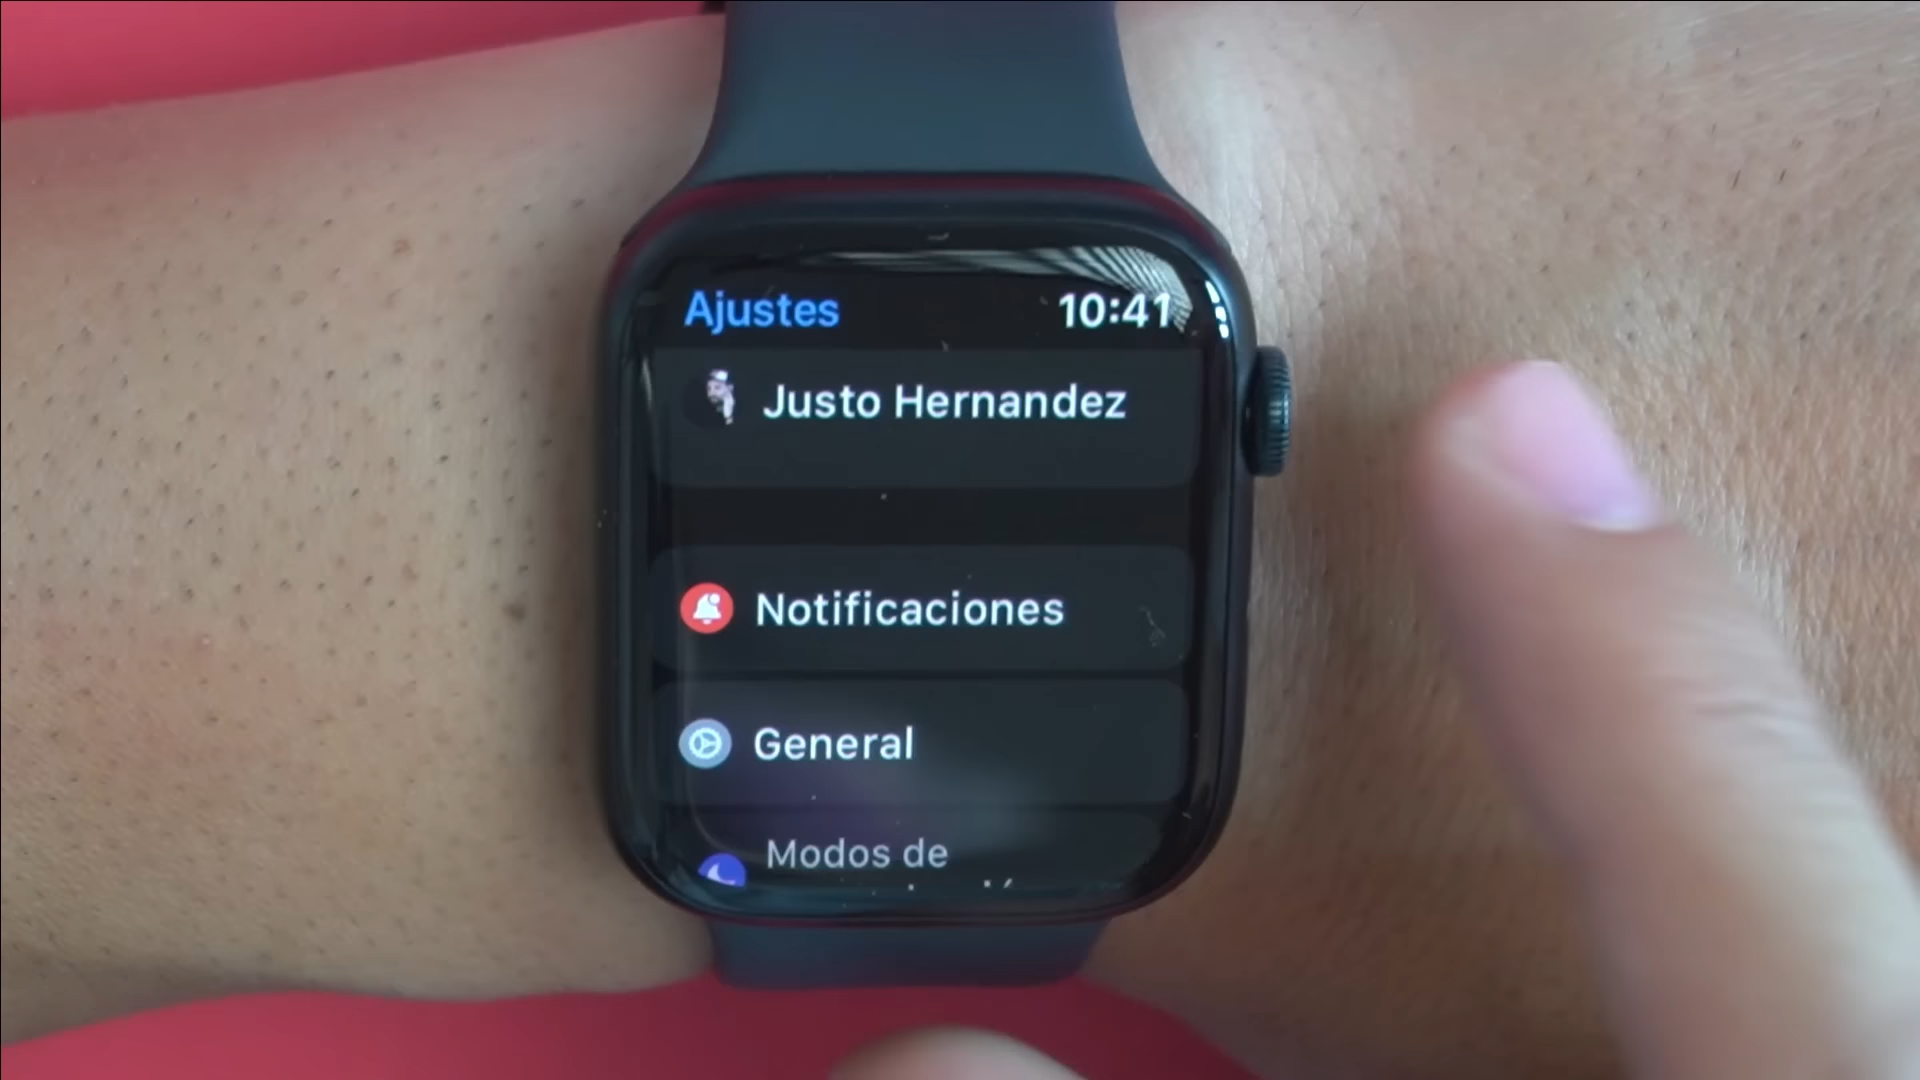 Ajustes 10:41
Justo Hernandez
Notificaciones
General
Modos de